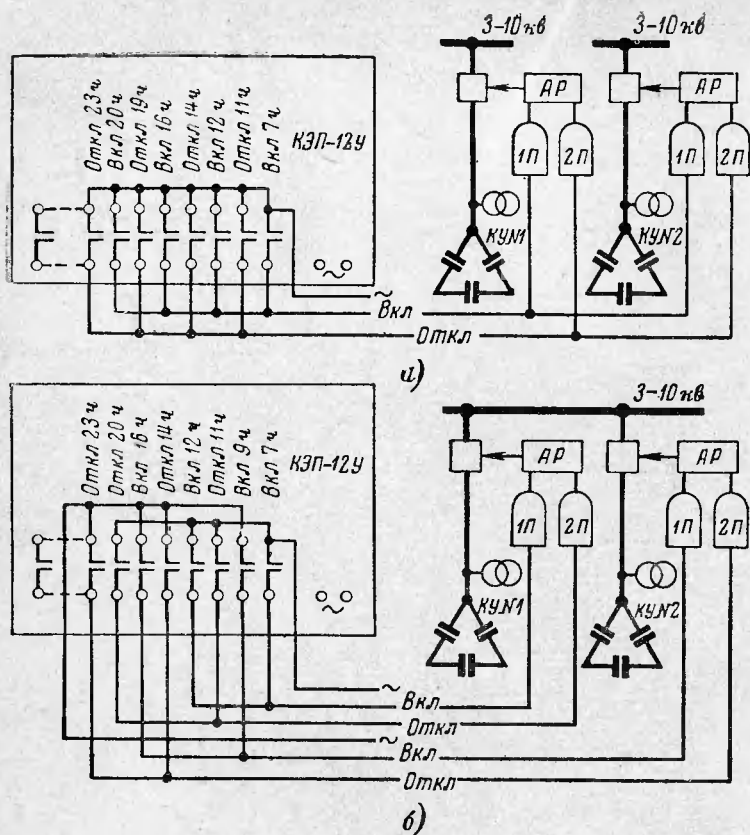 3-10 кв
3-10 кв
Откл 23 ч
Вкл 20 ч
Откл 19 ч
Вкл 16 ч
Откл 14 ч
Вкл 12 ч
Откл 11 ч
Вкл 7 ч
КЭП-12У
АР
1П
2П
АР
1П
2П
КУ№1
КУ№2
~
~
Вкл
Откл
а)
3-10 кв
Откл 23 ч
Откл 20 ч
Вкл 16 ч
Откл 14 ч
Вкл 12 ч
Откл 11 ч
Вкл 9 ч
Вкл 7 ч
КЭП-12У
АР
1П
2П
АР
1П
2П
КУ№1
КУ№2
~
~
Вкл
Откл
~
Вкл
Откл
б)